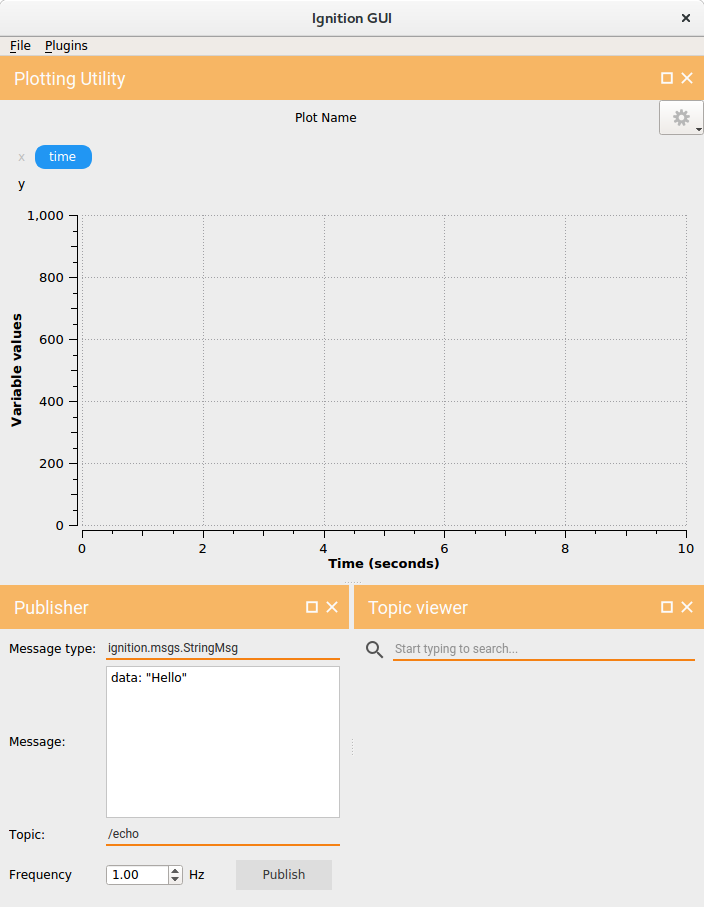 Ignition GUI
File Plugins
Plotting Utility
Plot Name
x time
y
1,000
800
600
400
200
0
Variable values
0 2 4 6 8 10
Time (seconds)
Publisher
Message type: ignition.msgs.StringMsg
Message: data: "Hello"
Topic: /echo
Frequency 1.00 Hz Publish
Topic viewer
Start typing to search...